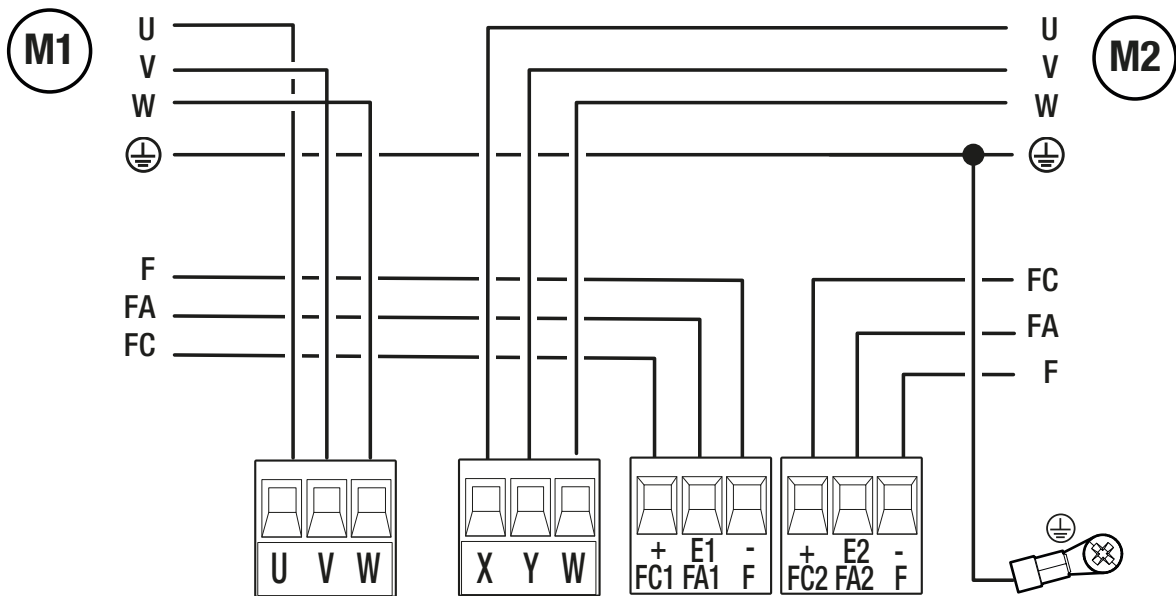 M1
U
V
W
F
FA
FC
U
V
W
M2
FC
FA
F
U V W
X Y W
+ E1 -
FC1 FA1 F
+ E2 -
FC2 FA2 F